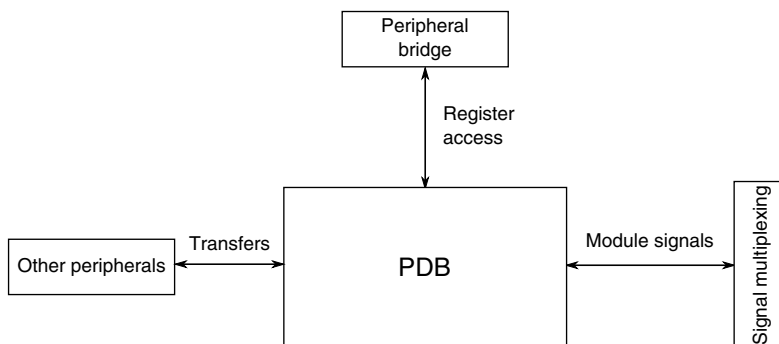 Peripheral
bridge
Register
access
Other peripherals
Transfers
PDB
Module signals
Signal multiplexing